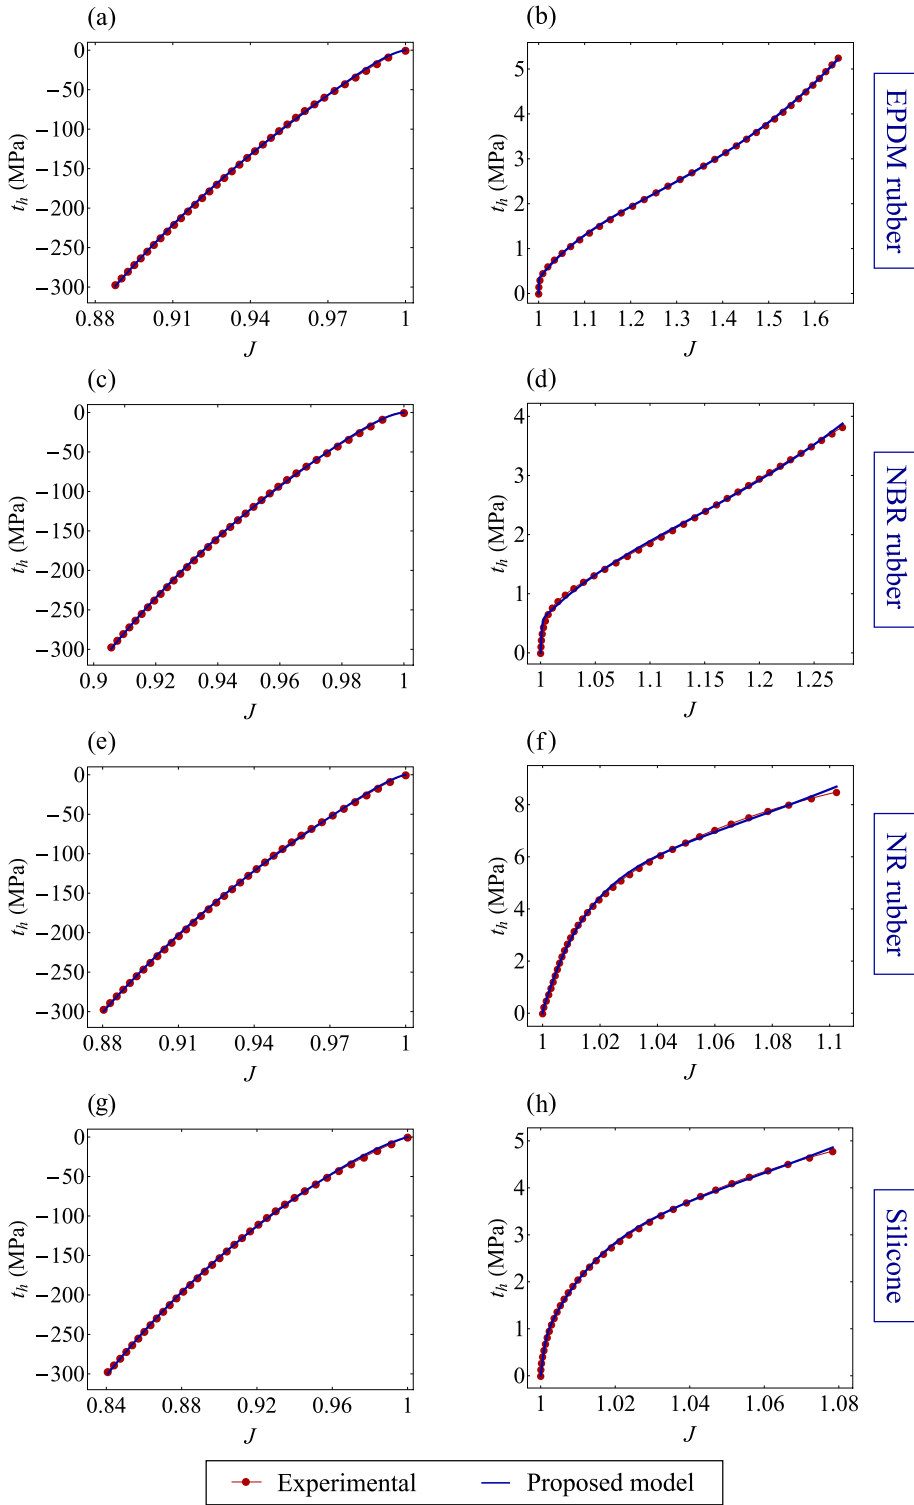 (a)
0
−50
−100
−150
−200
−250
−300
t_h (MPa)
0.88 0.91 0.94 0.97 1
J
(b)
5
4
3
2
1
0
t_h (MPa)
1 1.1 1.2 1.3 1.4 1.5 1.6
J
EPDM rubber
(c)
0
−50
−100
−150
−200
−250
−300
t_h (MPa)
0.9 0.92 0.94 0.96 0.98 1
J
(d)
4
3
2
1
0
t_h (MPa)
1 1.05 1.1 1.15 1.2 1.25
J
NBR rubber
(e)
0
−50
−100
−150
−200
−250
−300
t_h (MPa)
0.88 0.91 0.94 0.97 1
J
(f)
8
6
4
2
0
t_h (MPa)
1 1.02 1.04 1.06 1.08 1.1
J
NR rubber
(g)
0
−50
−100
−150
−200
−250
−300
t_h (MPa)
0.84 0.88 0.92 0.96 1
J
(h)
5
4
3
2
1
0
t_h (MPa)
1 1.02 1.04 1.06 1.08
J
Silicone
Experimental Proposed model